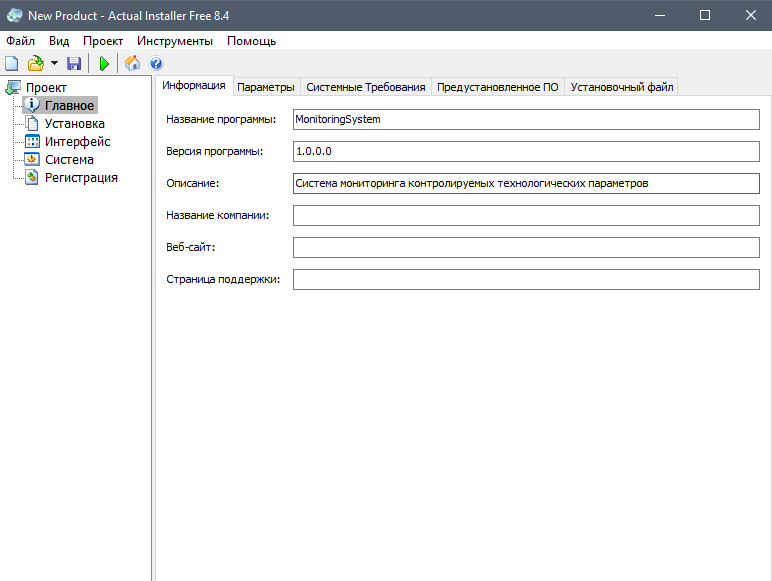 New Product - Actual Installer Free 8.4
Файл Вид Проект Инструменты Помощь
Проект
Главное
Установка
Интерфейс
Система
Регистрация
Информация Параметры Системные Требования Предустановленное ПО Установочный файл
Название программы: MonitoringSystem
Версия программы: 1.0.0.0
Описание: Система мониторинга контролируемых технологических параметров
Название компании:
Веб-сайт:
Страница поддержки: